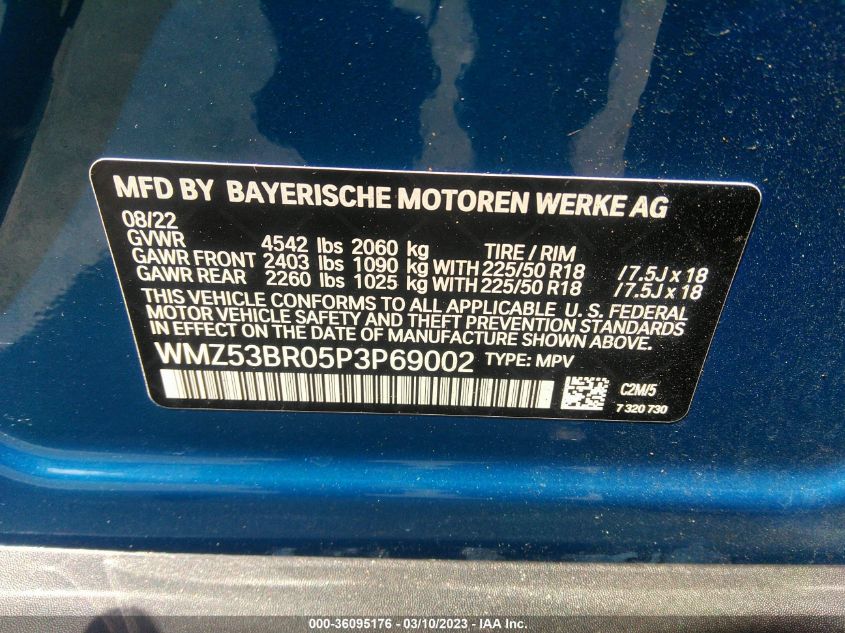 MFD BY BAYERISCHE MOTOREN WERKE AG
08/22
GVWR 4542 lbs 2060 kg TIRE / RIM
GAWR FRONT 2403 lbs 1090 kg WITH 225/50 R18 /7.5J x 18
GAWR REAR 2260 lbs 1025 kg WITH 225/50 R18 /7.5J x 18
THIS VEHICLE CONFORMS TO ALL APPLICABLE U. S. FEDERAL
MOTOR VEHICLE SAFETY AND THEFT PREVENTION STANDARDS
IN EFFECT ON THE DATE OF MANUFACTURE SHOWN ABOVE.
WMZ53BR05P3P69002 TYPE: MPV
C2M/5
7 320 730
000-36095176 - 03/10/2023 - IAA Inc.